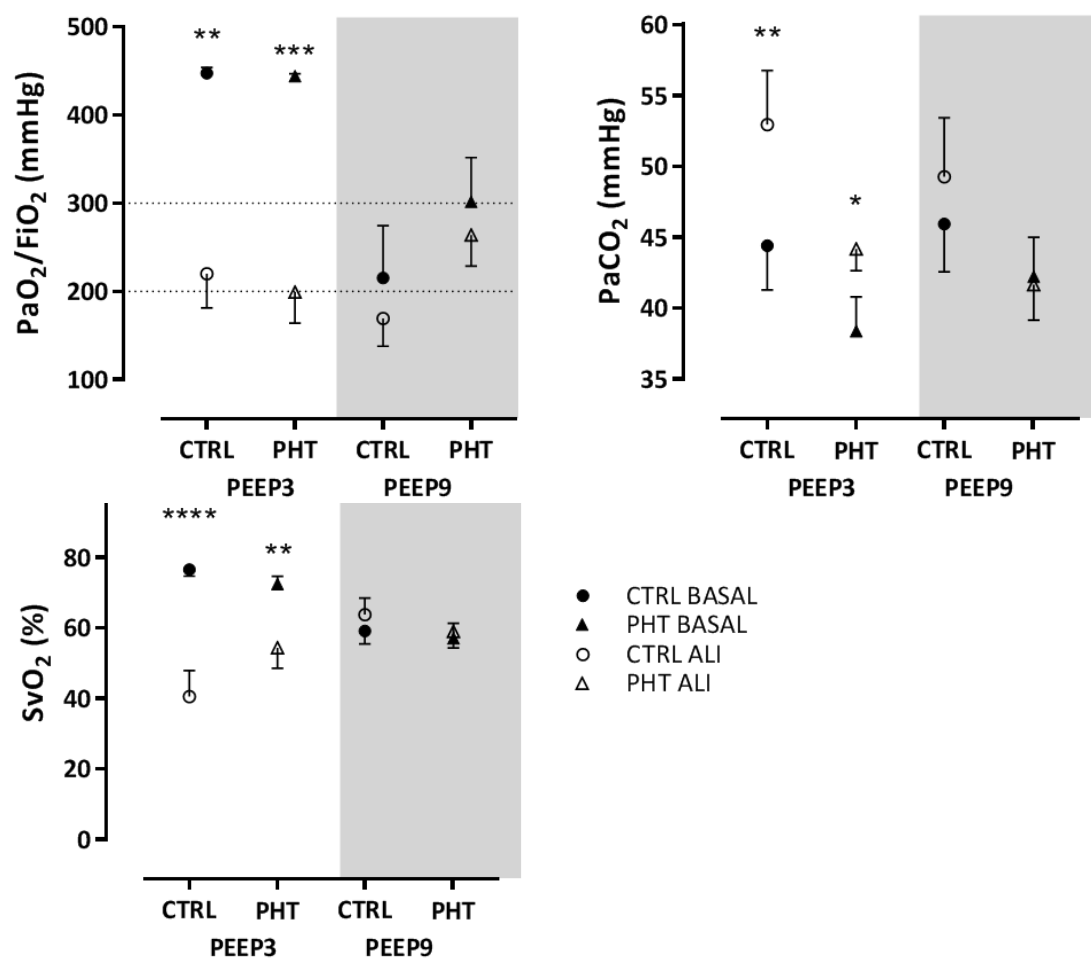 PaO₂/FiO₂ (mmHg)
500
400
300
200
100
** ***
CTRL PHT CTRL PHT
PEEP3 PEEP9
PaCO₂ (mmHg)
60
55
50
45
40
35
** *
CTRL PHT CTRL PHT
PEEP3 PEEP9
SvO₂ (%)
80
60
40
20
0
**** **
CTRL PHT CTRL PHT
PEEP3 PEEP9
CTRL BASAL
PHT BASAL
CTRL ALI
PHT ALI